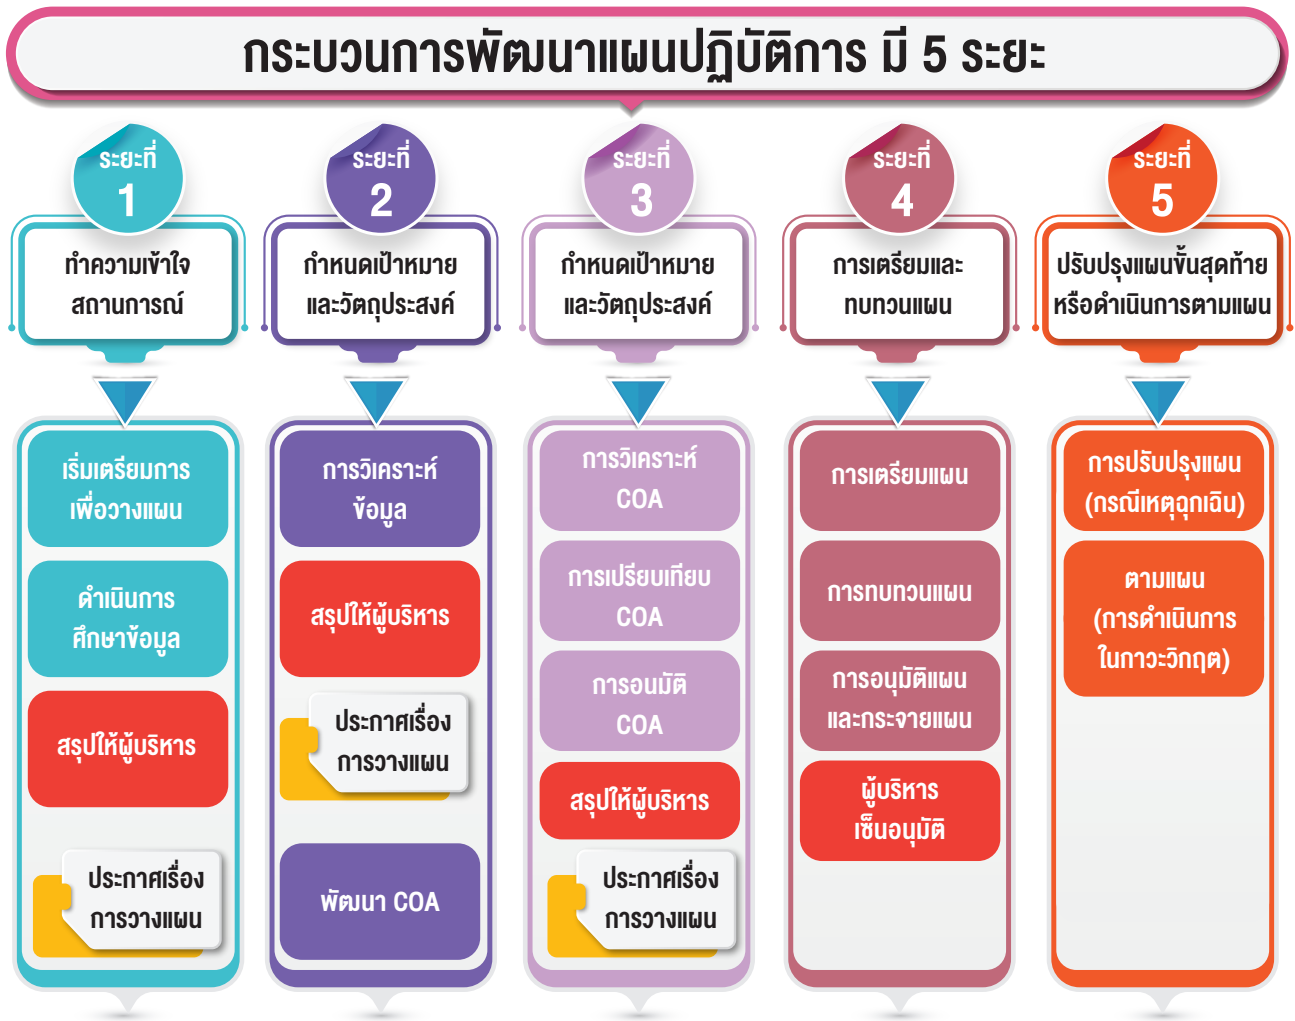 กระบวนการพัฒนาแผนปฏิบัติการ มี 5 ระยะ
ระยะที่
1
ทำความเข้าใจ
สถานการณ์
เริ่มเตรียมการ
เพื่อวางแผน
ดำเนินการ
ศึกษาข้อมูล
สรุปให้ผู้บริหาร
ประกาศเรื่อง
การวางแผน
ระยะที่
2
กำหนดเป้าหมาย
และวัตถุประสงค์
การวิเคราะห์
ข้อมูล
สรุปให้ผู้บริหาร
ประกาศเรื่อง
การวางแผน
พัฒนา COA
ระยะที่
3
กำหนดเป้าหมาย
และวัตถุประสงค์
การวิเคราะห์
COA
การเปรียบเทียบ
COA
การอนมัติ
COA
สรุปให้ผู้บริหาร
ประกาศเรื่อง
การวางแผน
ระยะที่
4
การเตรียมและ
ทบทวนแผน
การเตรียมแผน
การทบทวนแผน
การอนุมัติแผน
และกระจายแผน
ผู้บริหาร
เซ็นอนุมัติ
ระยะที่
5
ปรับปรุงแผนขั้นสุดท้าย
หรือดำเนินการตามแผน
การปรับปรุงแผน
(กรณีเหตุฉุกเฉิน)
ตามแผน
(การดำเนินการ
ในภาวะวิกฤต)